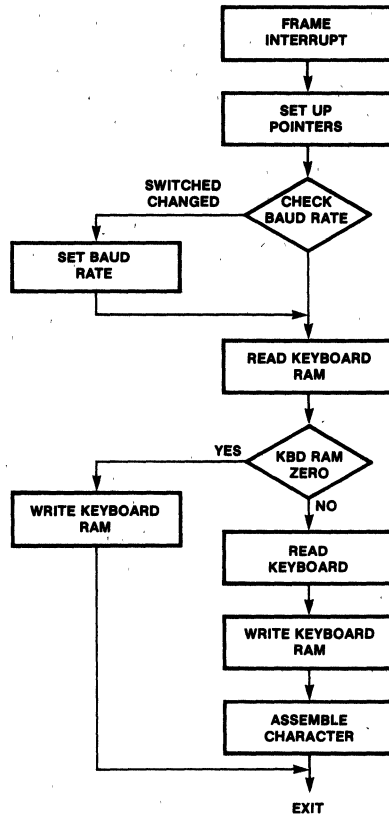 FRAME
INTERRUPT
SET UP
POINTERS
SWITCHED
CHANGED
CHECK
BAUD RATE
SET BAUD
RATE
READ KEYBOARD
RAM
YES
KBD RAM
ZERO
NO
WRITE KEYBOARD
RAM
READ
KEYBOARD
WRITE KEYBOARD
RAM
ASSEMBLE
CHARACTER
EXIT